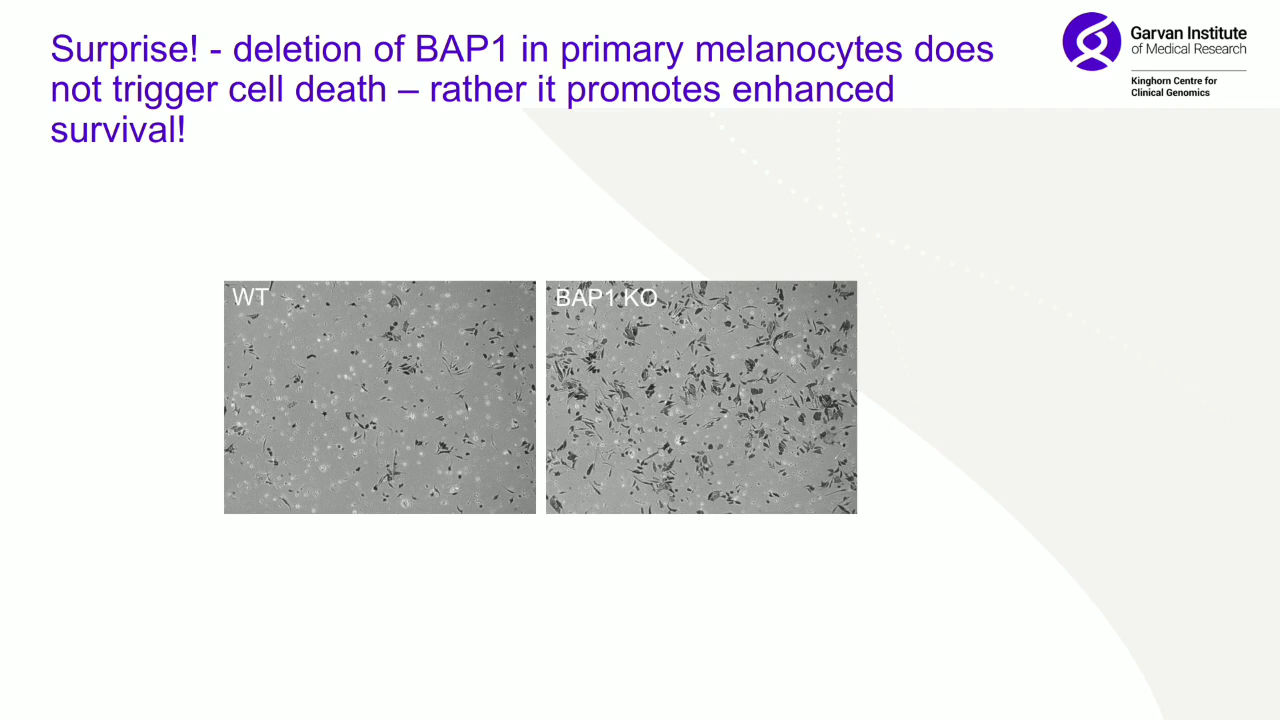 Surprise! - deletion of BAP1 in primary melanocytes does
not trigger cell death – rather it promotes enhanced
survival!
Garvan Institute
of Medical Research
Kinghorn Centre for
Clinical Genomics
WT
BAP1 KO